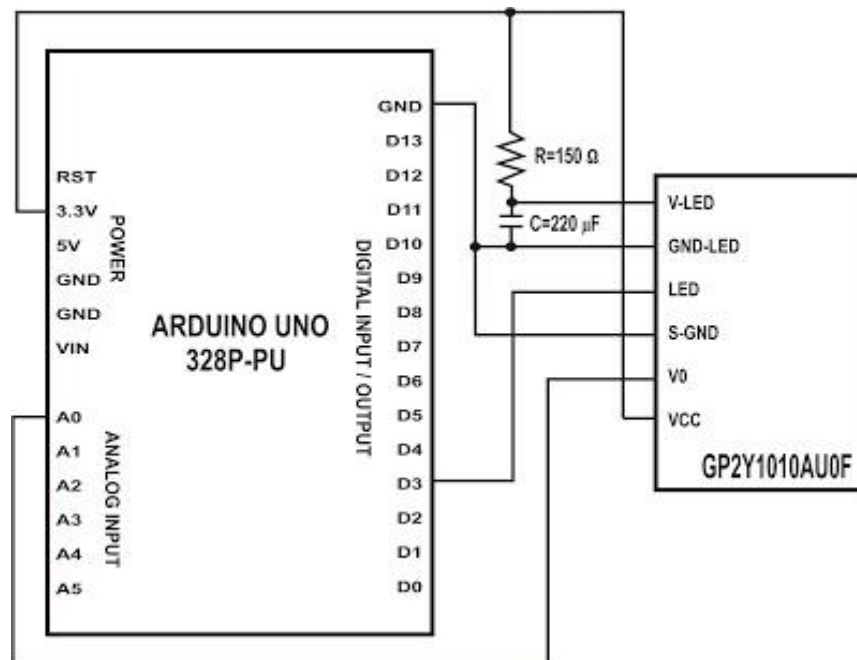 RST
3.3V
5V
GND
GND
VIN
POWER
A0
A1
A2
A3
A4
A5
ANALOG INPUT
ARDUINO UNO
328P-PU
DIGITAL INPUT / OUTPUT
GND
D13
D12
D11
D10
D9
D8
D7
D6
D5
D4
D3
D2
D1
D0
R=150 Ω
C=220 µF
V-LED
GND-LED
LED
S-GND
V0
VCC
GP2Y1010AU0F